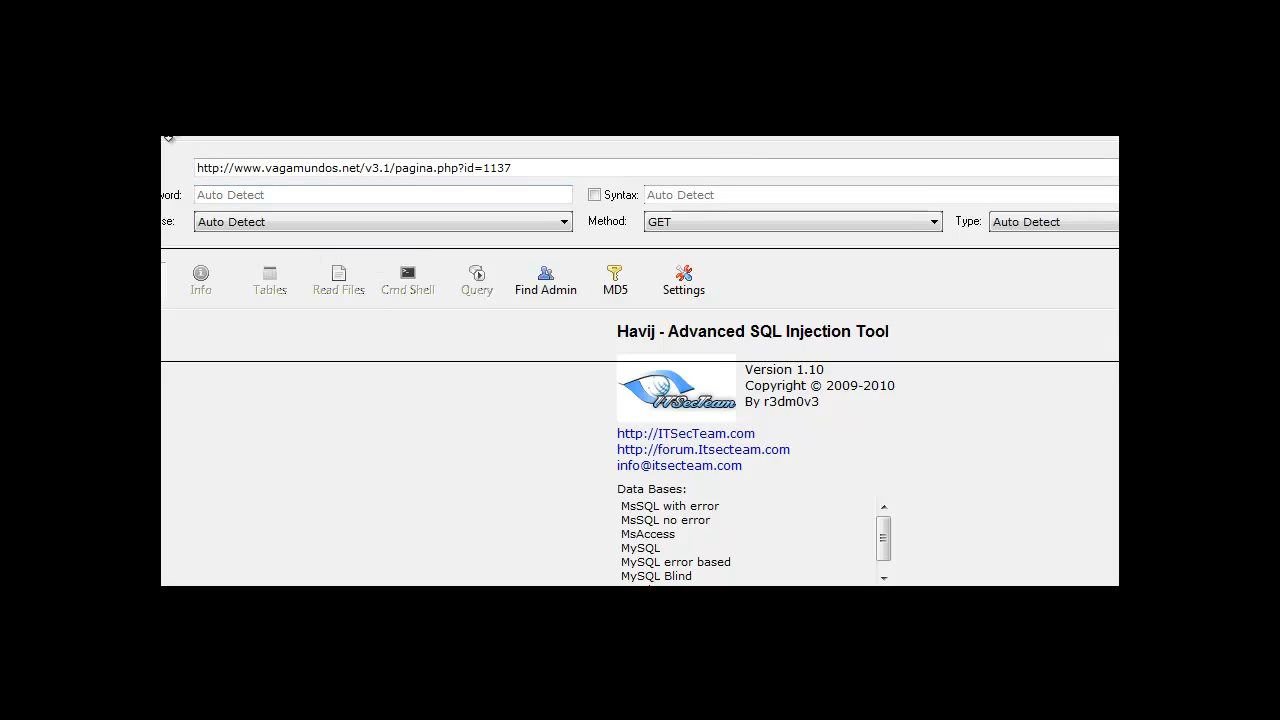 http://www.vagamundos.net/v3.1/pagina.php?id=1137
word: Auto Detect Syntax: Auto Detect
se: Auto Detect Method: GET Type: Auto Detect
Info Tables Read Files Cmd Shell Query Find Admin MD5 Settings
Havij - Advanced SQL Injection Tool
Version 1.10
Copyright © 2009-2010
By r3dm0v3
ITSecTeam
http://ITSecTeam.com
http://forum.Itsecteam.com
info@itsecteam.com
Data Bases:
MsSQL with error
MsSQL no error
MsAccess
MySQL
MySQL error based
MySQL Blind